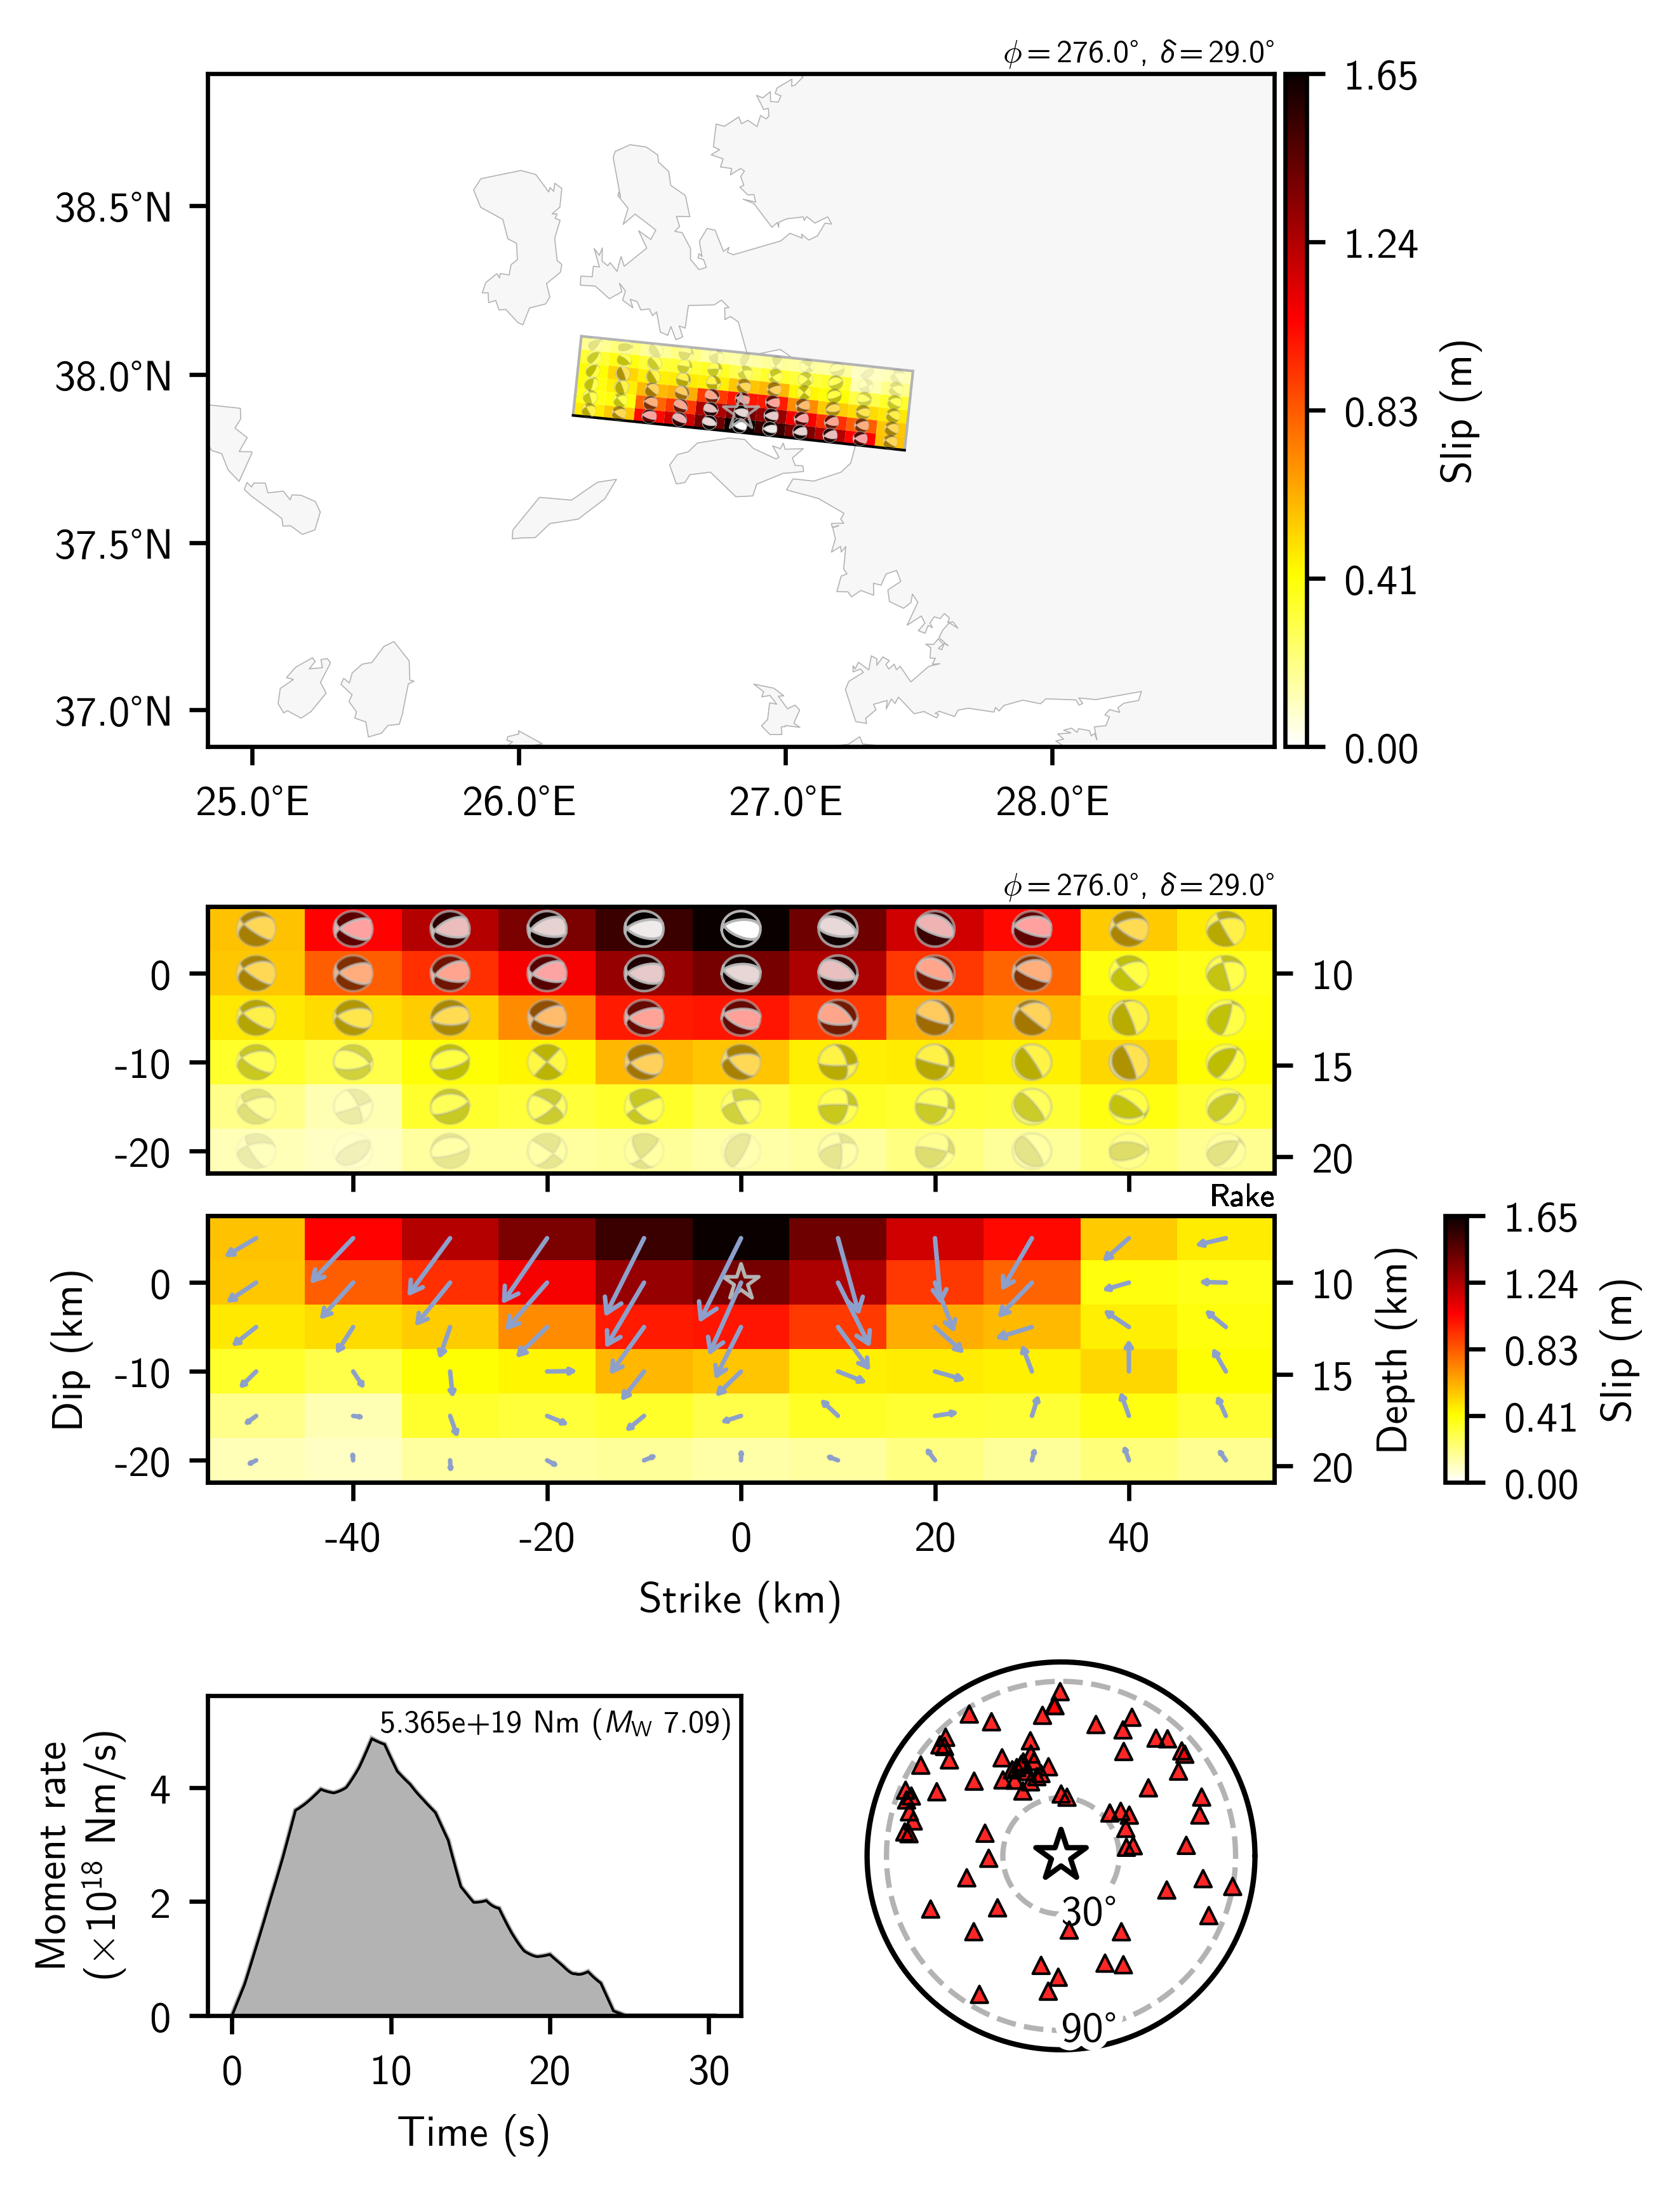 ϕ=276.0°, δ=29.0°
1.65
1.24
0.83
0.41
0.00
Slip (m)
38.5°N
38.0°N
37.5°N
37.0°N
25.0°E
26.0°E
27.0°E
28.0°E
ϕ=276.0°, δ=29.0°
0
-10
-20
10
15
20
Rake
0
-10
-20
Dip (km)
10
15
20
Depth (km)
1.65
1.24
0.83
0.41
0.00
Slip (m)
-40
-20
0
20
40
Strike (km)
5.365e+19 Nm (M_W 7.09)
Moment rate
(×10¹⁸ Nm/s)
4
2
0
0
10
20
30
Time (s)
30°
90°